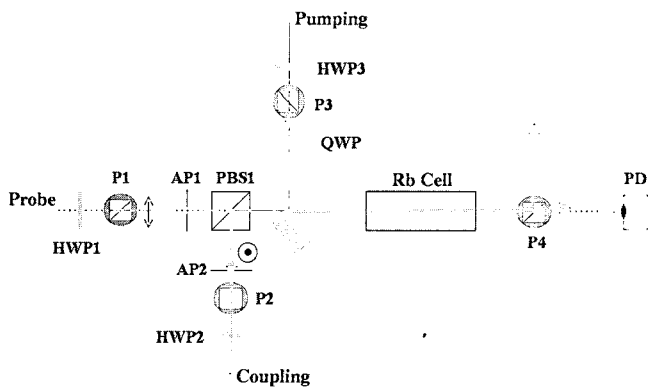 Pumping
HWP3
P3
QWP
P1
AP1
PBS1
Rb Cell
PD
Probe
HWP1
P4
AP2
P2
HWP2
Coupling